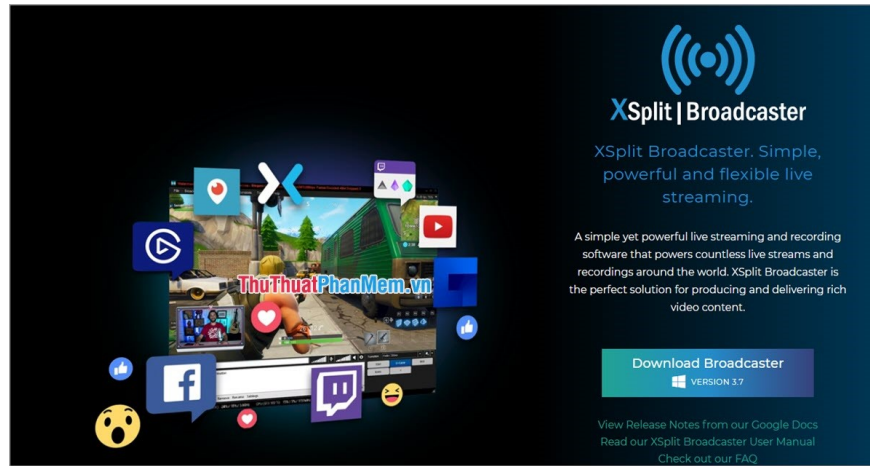 XSplit | Broadcaster
XSplit Broadcaster. Simple,
powerful and flexible live
streaming.
A simple yet powerful live streaming and recording
software that powers countless live streams and
recordings around the world. XSplit Broadcaster is
the perfect solution for producing and delivering rich
video content.
ThuThuatPhanMem.vn
Download Broadcaster
VERSION 3.7
View Release Notes from our Google Docs
Read our XSplit Broadcaster User Manual
Check out our FAQ